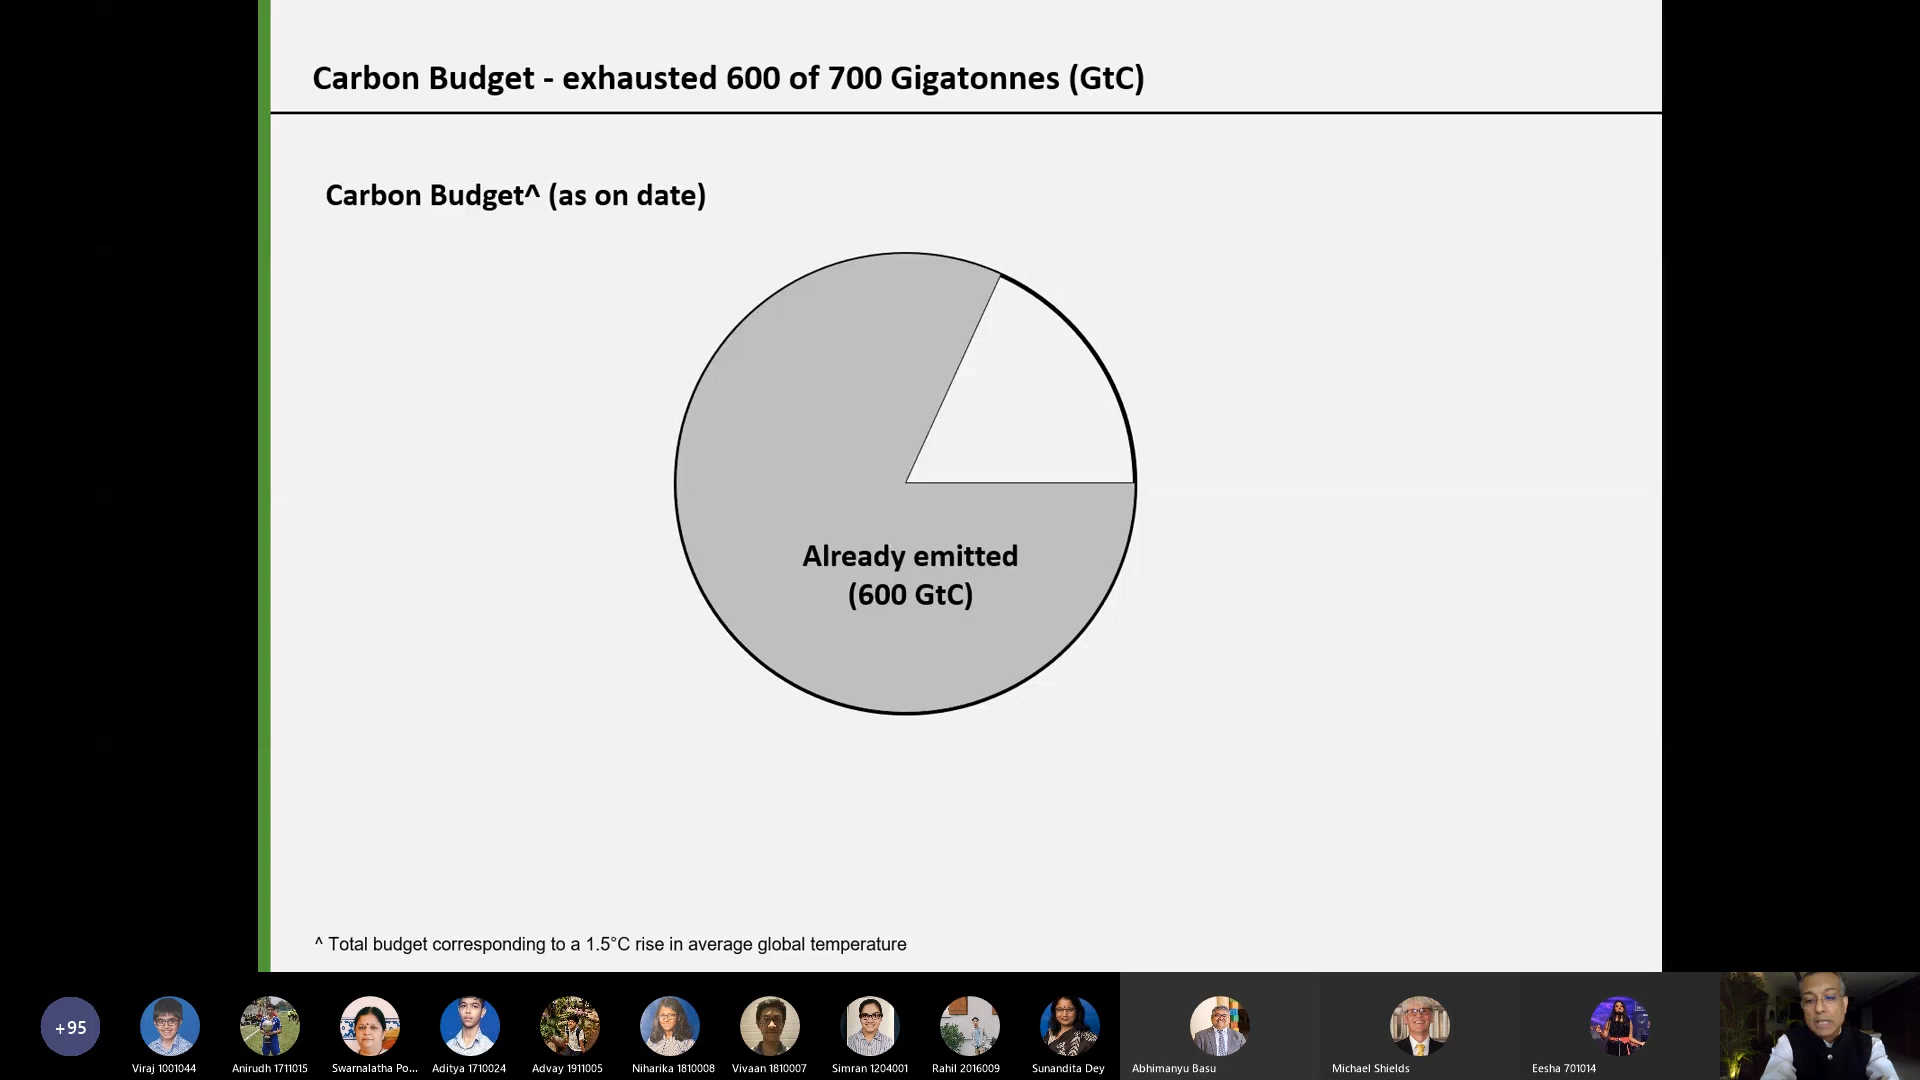 Carbon Budget - exhausted 600 of 700 Gigatonnes (GtC)
Carbon Budget^ (as on date)
Already emitted
(600 GtC)
^ Total budget corresponding to a 1.5°C rise in average global temperature
+95
Viraj 1001044
Anirudh 1711015
Swarnalatha Po...
Aditya 1710024
Advay 1911005
Niharika 1810008
Vivaan 1810007
Simran 1204001
Rahil 2016009
Sunandita Dey
Abhimanyu Basu
Michael Shields
Eesha 701014